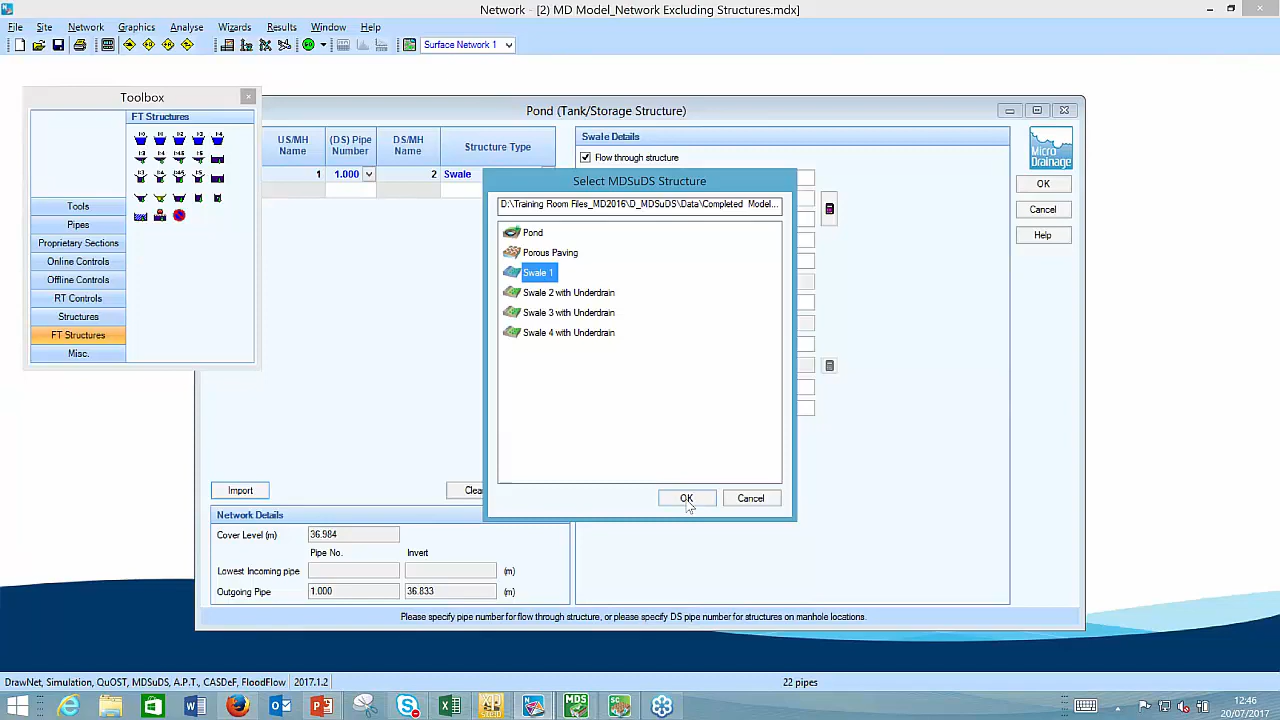 Network - [2) MD Model_Network Excluding Structures.mdx]
File Site Network Graphics Analyse Wizards Results Window Help
Surface Network 1
Toolbox
FT Structures
Tools
Pipes
Proprietary Sections
Online Controls
Offline Controls
RT Controls
Structures
FT Structures
Misc.
Pond (Tank/Storage Structure)
US/MH Name
(DS) Pipe Number
DS/MH Name
Structure Type
1 1.000 2 Swale
Swale Details
Flow through structure
Micro Drainage
OK
Cancel
Help
Select MDSuDS Structure
D:\Training Room Files_MD2016\D_MDSuDS\Data\Completed Model...
Pond
Porous Paving
Swale 1
Swale 2 with Underdrain
Swale 3 with Underdrain
Swale 4 with Underdrain
OK Cancel
Import Clea
Network Details
Cover Level (m) 36.984
Pipe No. Invert
Lowest Incoming pipe (m)
Outgoing Pipe 1.000 36.833 (m)
Please specify pipe number for flow through structure, or please specify DS pipe number for structures on manhole locations.
DrawNet, Simulation, QuOST, MDSuDS, A.P.T., CASDeF, FloodFlow 2017.1.2 22 pipes
12:46
20/07/2017